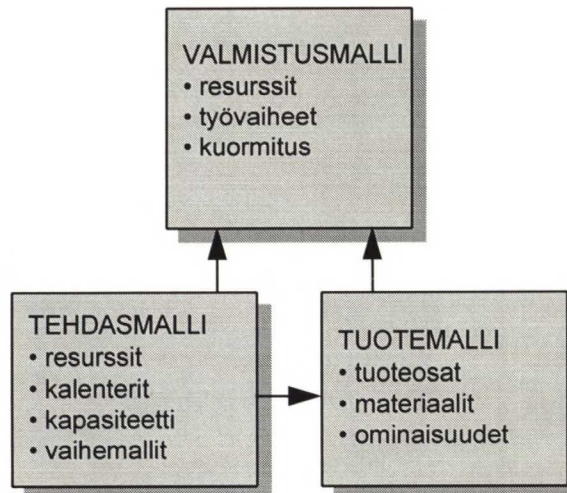 VALMISTUSMALLI
• resurssit
• työvaiheet
• kuormitus
TEHDASMALLI
• resurssit
• kalenterit
• kapasiteetti
• vaihemallit
TUOTEMALLI
• tuoteosat
• materiaalit
• ominaisuudet